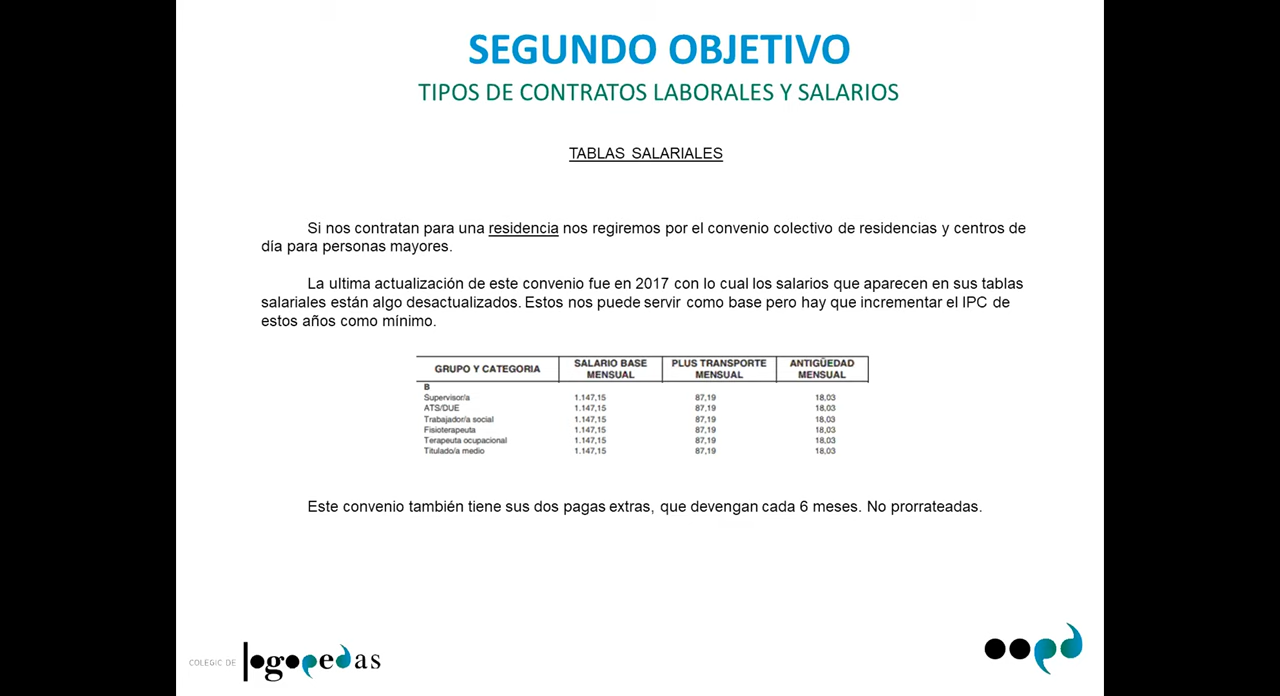 SEGUNDO OBJETIVO
TIPOS DE CONTRATOS LABORALES Y SALARIOS
TABLAS SALARIALES
Si nos contratan para una residencia nos regiremos por el convenio colectivo de residencias y centros de
día para personas mayores.
La ultima actualización de este convenio fue en 2017 con lo cual los salarios que aparecen en sus tablas
salariales están algo desactualizados. Estos nos puede servir como base pero hay que incrementar el IPC de
estos años como mínimo.
GRUPO Y CATEGORIA SALARIO BASE MENSUAL PLUS TRANSPORTE MENSUAL ANTIGÜEDAD MENSUAL
B
Supervisor/a 1.147,15 87,19 18,03
ATS/DUE 1.147,15 87,19 18,03
Trabajador/a social 1.147,15 87,19 18,03
Fisioterapeuta 1.147,15 87,19 18,03
Terapeuta ocupacional 1.147,15 87,19 18,03
Titulado/a medio 1.147,15 87,19 18,03
Este convenio también tiene sus dos pagas extras, que devengan cada 6 meses. No prorrateadas.
COLEGIC DE logopedas